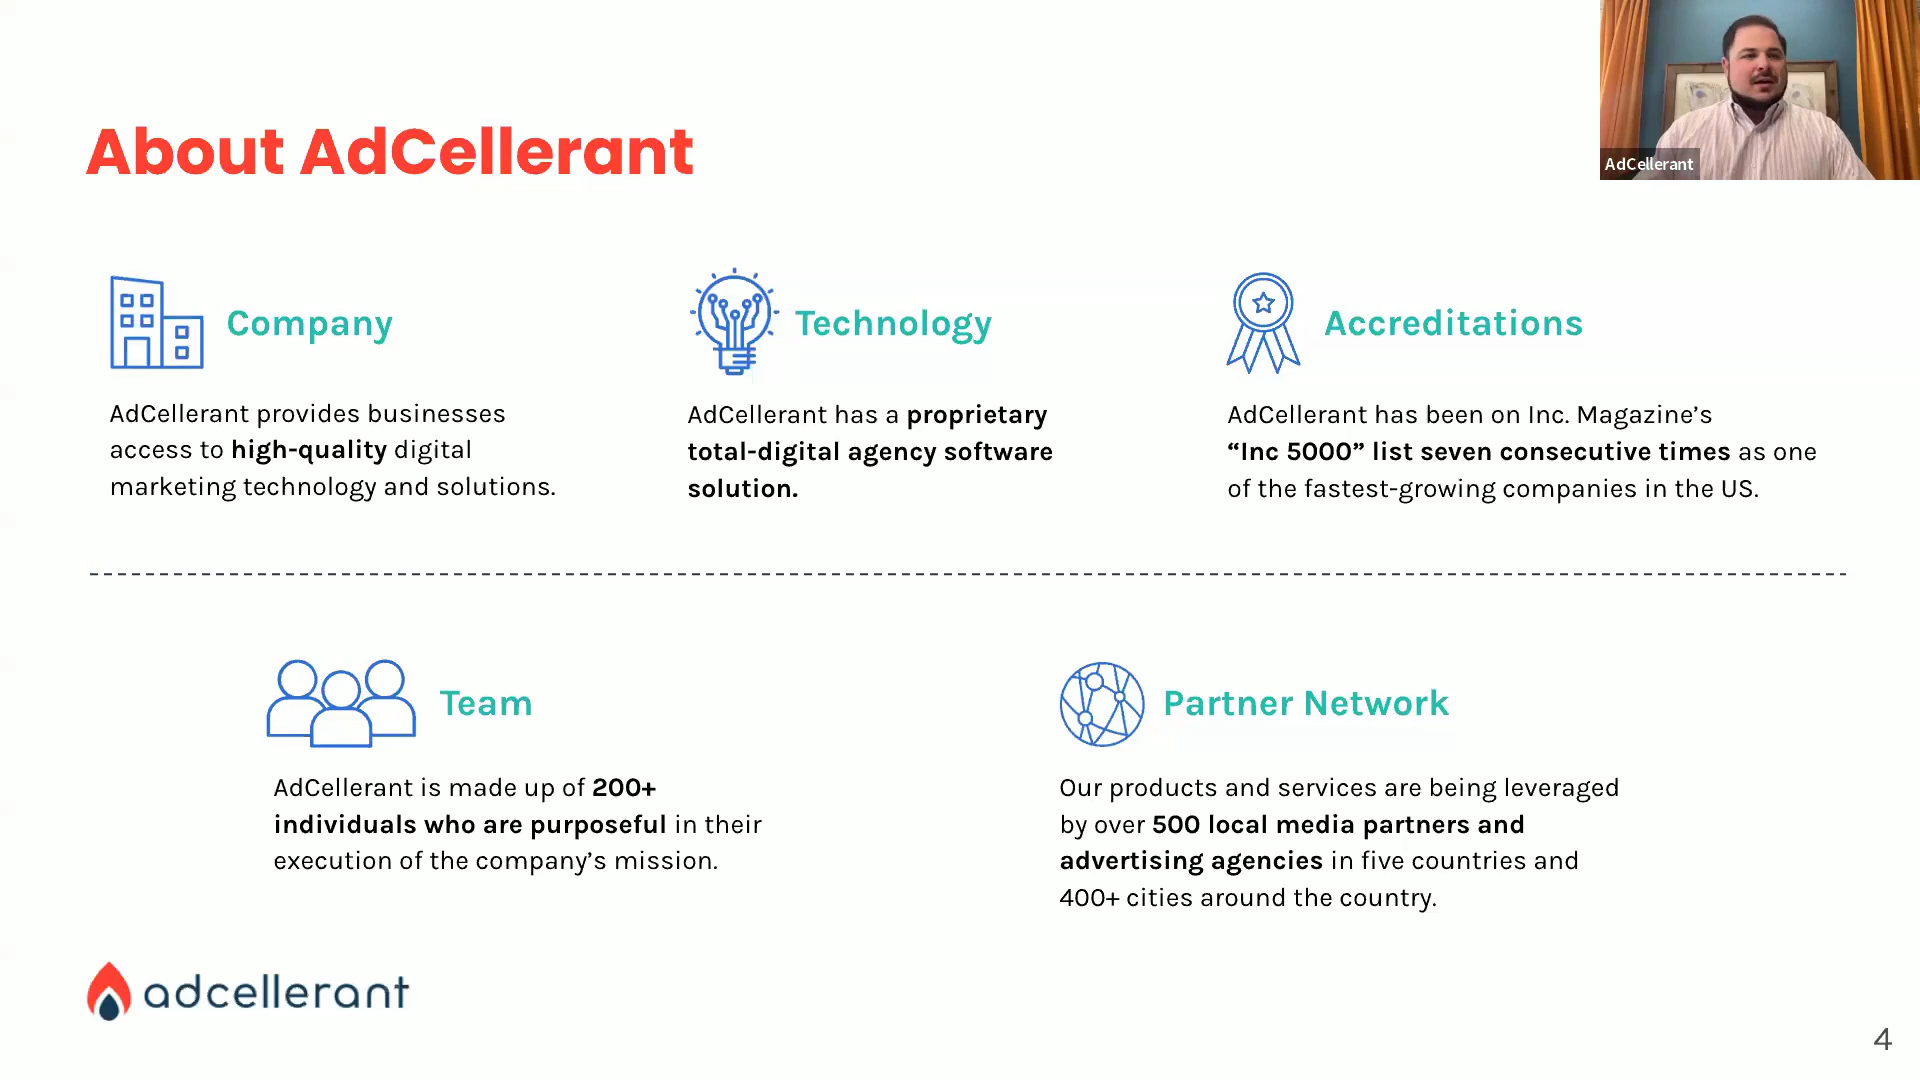 About AdCellerant
AdCellerant
Company
AdCellerant provides businesses
access to high-quality digital
marketing technology and solutions.
Technology
AdCellerant has a proprietary
total-digital agency software
solution.
Accreditations
AdCellerant has been on Inc. Magazine’s
“Inc 5000” list seven consecutive times as one
of the fastest-growing companies in the US.
Team
AdCellerant is made up of 200+
individuals who are purposeful in their
execution of the company’s mission.
Partner Network
Our products and services are being leveraged
by over 500 local media partners and
advertising agencies in five countries and
400+ cities around the country.
adcellerant
4